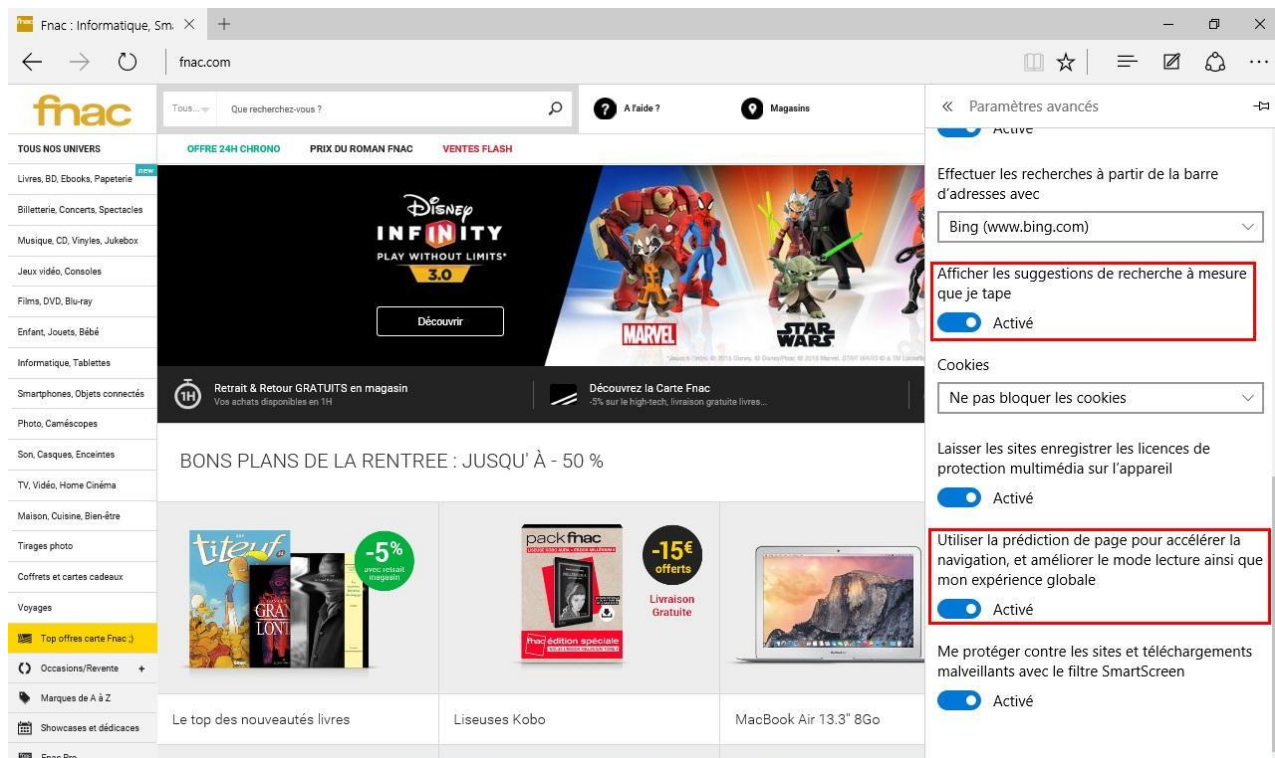 Fnac : Informatique, Sm
fnac.com
fnac
Tous...
Que recherchez-vous ?
A l'aide ?
Magasins
TOUS NOS UNIVERS
OFFRE 24H CHRONO
PRIX DU ROMAN FNAC
VENTES FLASH
new
Livres, BD, Ebooks, Papeterie
Billetterie, Concerts, Spectacles
Musique, CD, Vinyles, Jukebox
Jeux vidéo, Consoles
Films, DVD, Blu-ray
Enfant, Jouets, Bébé
Informatique, Tablettes
Smartphones, Objets connectés
Photo, Caméscopes
Son, Casques, Enceintes
TV, Vidéo, Home Cinéma
Maison, Cuisine, Bien-être
Tirages photo
Coffrets et cartes cadeaux
Voyages
Top offres carte Fnac ;)
Occasions/Revente +
Marques de A à Z
Showcases et dédicaces
Fnac Pro
Disney
INFINITY
PLAY WITHOUT LIMITS*
3.0
Découvrir
MARVEL
STAR
WARS
1H
Retrait & Retour GRATUITS en magasin
Vos achats disponibles en 1H
Découvrez la Carte Fnac
-5% sur le high-tech, livraison gratuite livres...
BONS PLANS DE LA RENTREE : JUSQU' À - 50 %
titeuf
-5%
avec retrait
magasin
pack fnac
fnac édition spéciale
-15€
offerts
Livraison
Gratuite
Le top des nouveautés livres
Liseuses Kobo
MacBook Air 13.3" 8Go
Paramètres avancés
Activé
Effectuer les recherches à partir de la barre
d'adresses avec
Bing (www.bing.com)
Afficher les suggestions de recherche à mesure
que je tape
Activé
Cookies
Ne pas bloquer les cookies
Laisser les sites enregistrer les licences de
protection multimédia sur l'appareil
Activé
Utiliser la prédiction de page pour accélérer la
navigation, et améliorer le mode lecture ainsi que
mon expérience globale
Activé
Me protéger contre les sites et téléchargements
malveillants avec le filtre SmartScreen
Activé